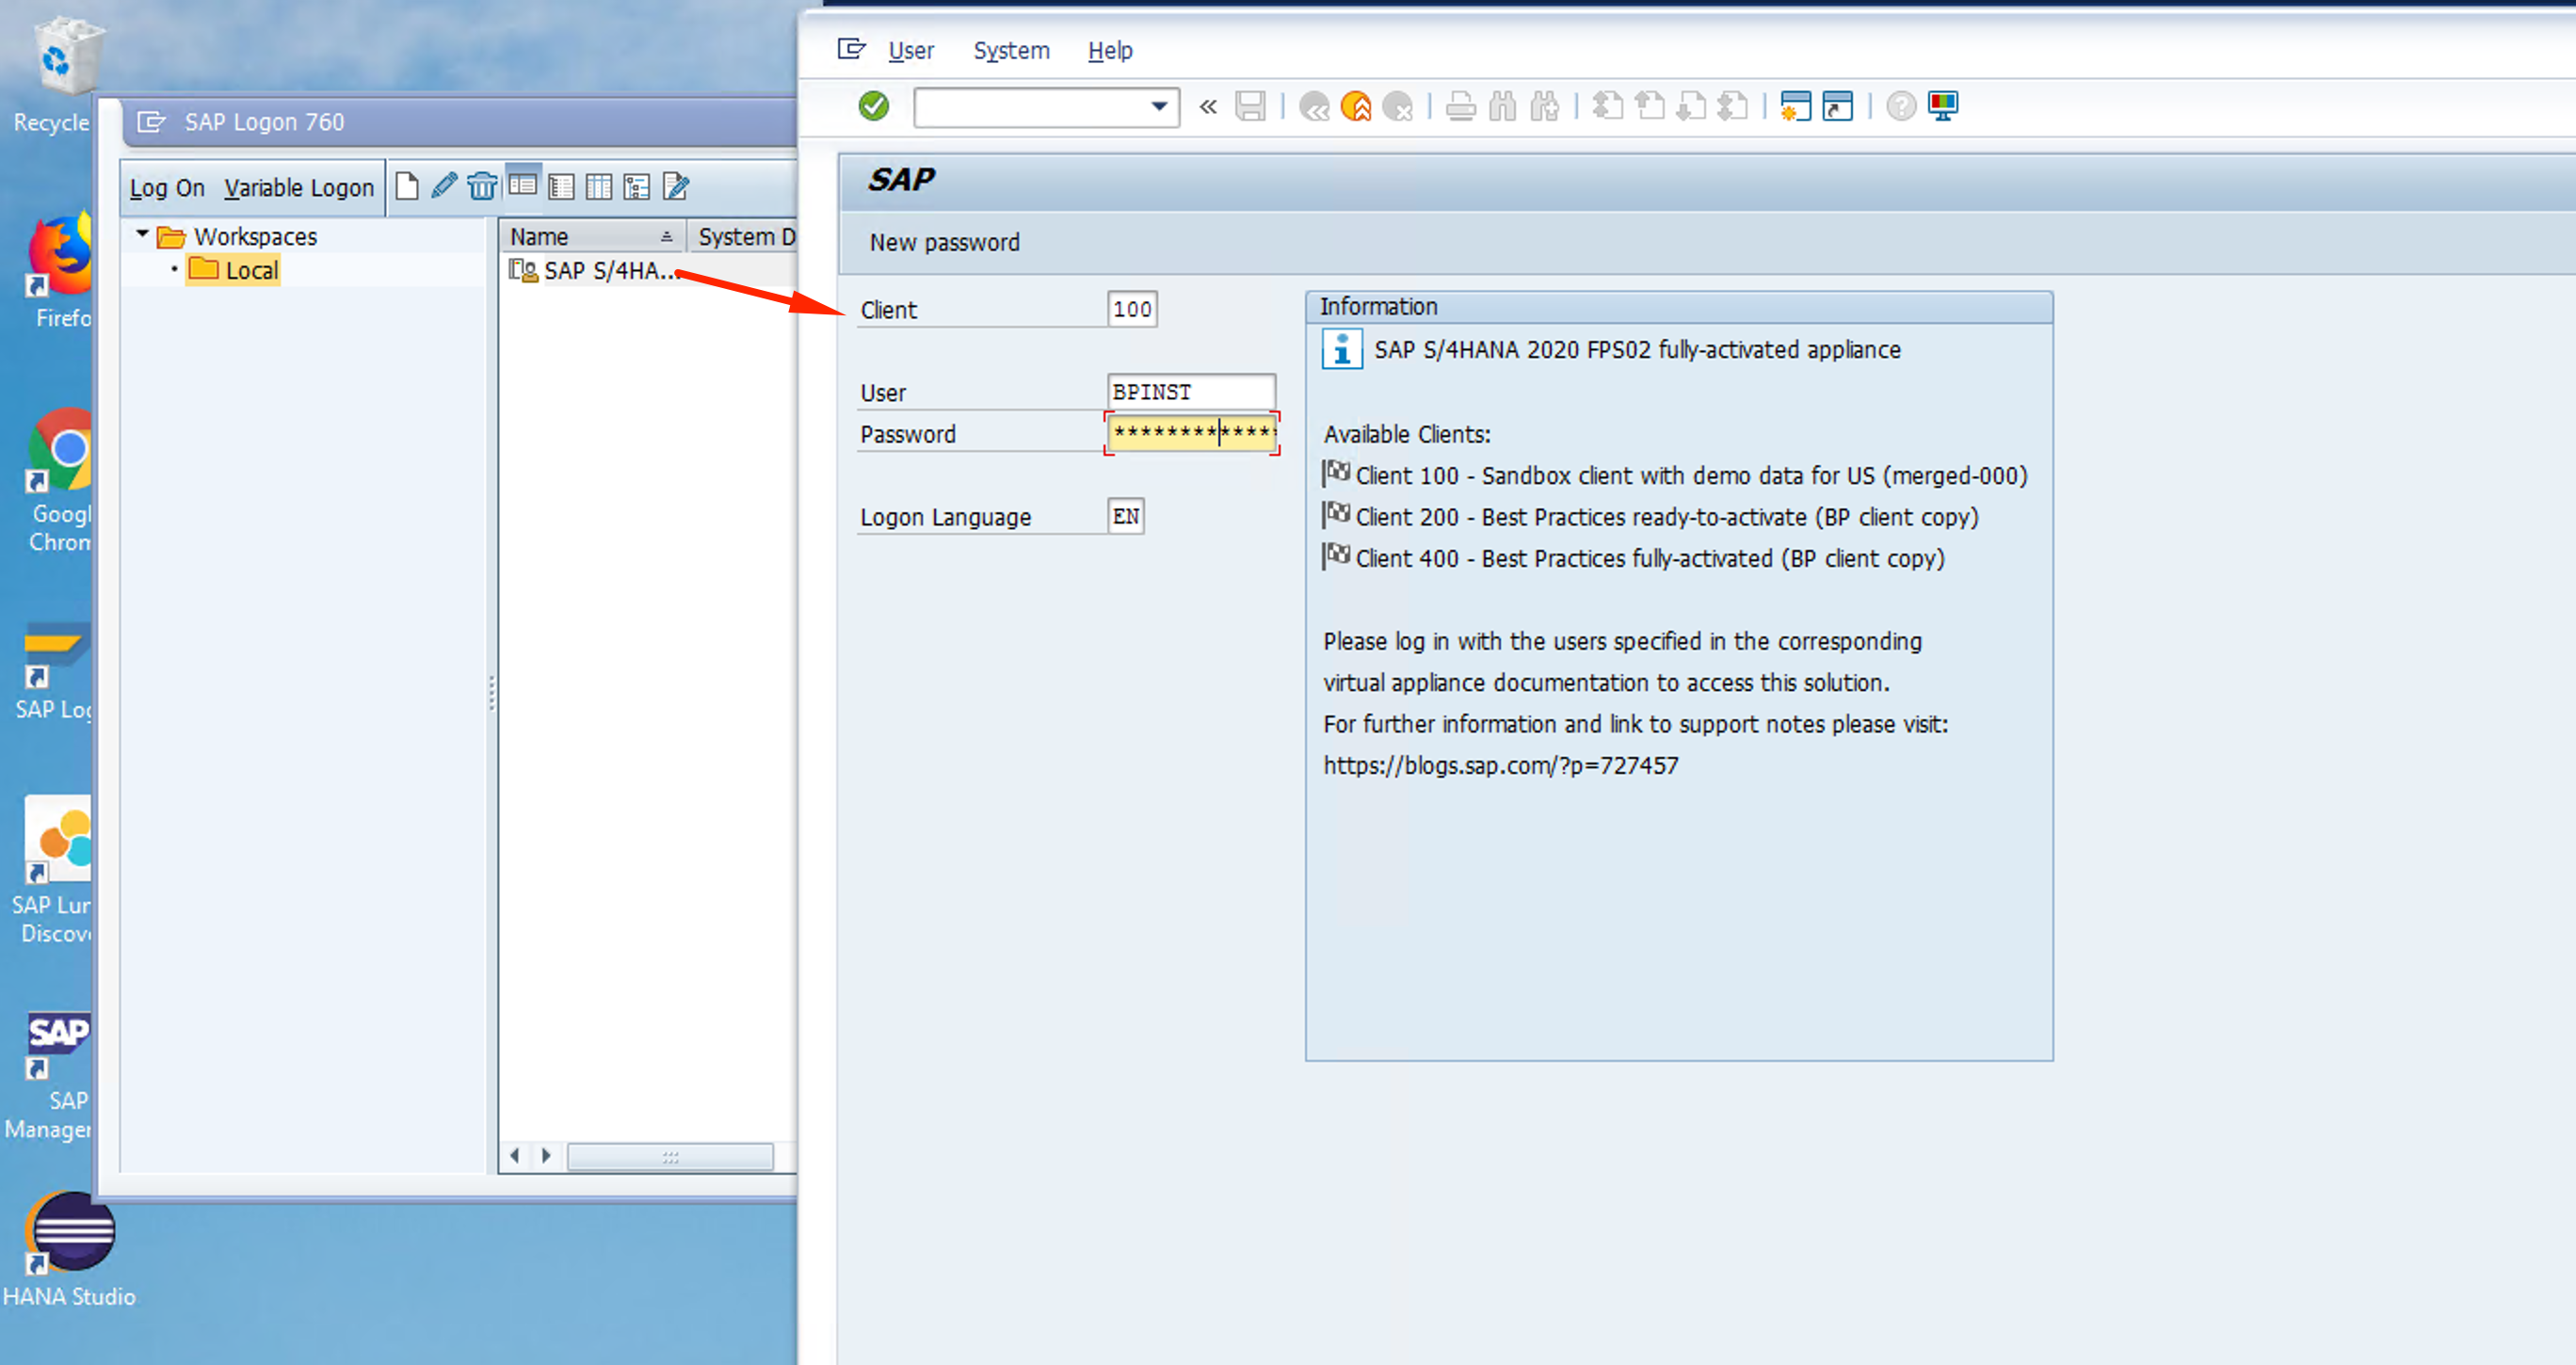 Recycle
Firefo
Googl
Chrom
SAP Log
SAP Lum
Discove
SAP
SAP
Manager
HANA Studio
SAP Logon 760
Log On Variable Logon
Workspaces
Local
Name System D
SAP S/4HA...
User System Help
SAP
New password
Client 100
User BPINST
Password *************
Logon Language EN
Information
SAP S/4HANA 2020 FPS02 fully-activated appliance
Available Clients:
Client 100 - Sandbox client with demo data for US (merged-000)
Client 200 - Best Practices ready-to-activate (BP client copy)
Client 400 - Best Practices fully-activated (BP client copy)
Please log in with the users specified in the corresponding
virtual appliance documentation to access this solution.
For further information and link to support notes please visit:
https://blogs.sap.com/?p=727457